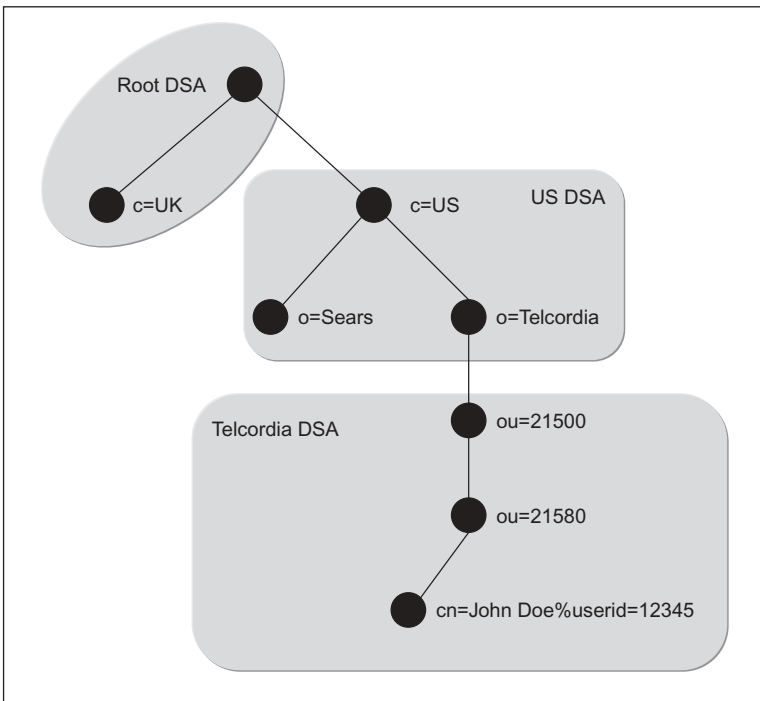 Root DSA
c=UK
c=US
US DSA
o=Sears
o=Telcordia
Telcordia DSA
ou=21500
ou=21580
cn=John Doe%userid=12345